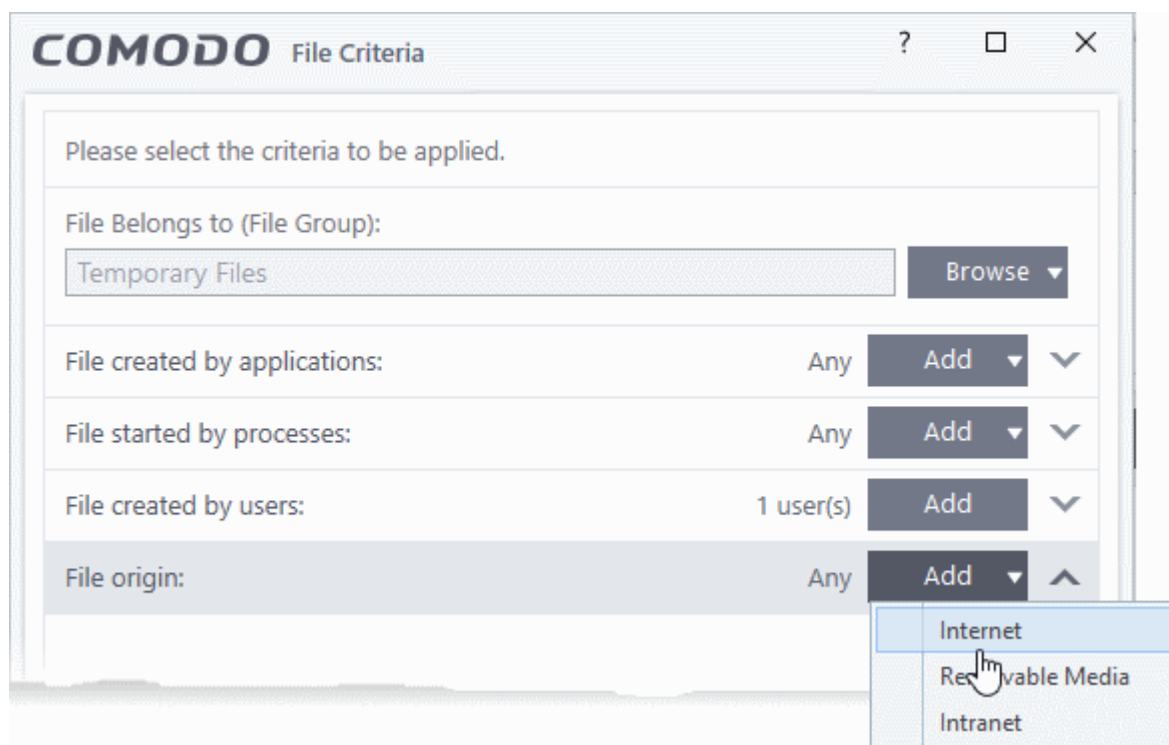 COMODO File Criteria ?
Please select the criteria to be applied.
File Belongs to (File Group):
Temporary Files Browse
File created by applications: Any Add
File started by processes: Any Add
File created by users: 1 user(s) Add
File origin: Any Add
Internet
Removable Media
Intranet